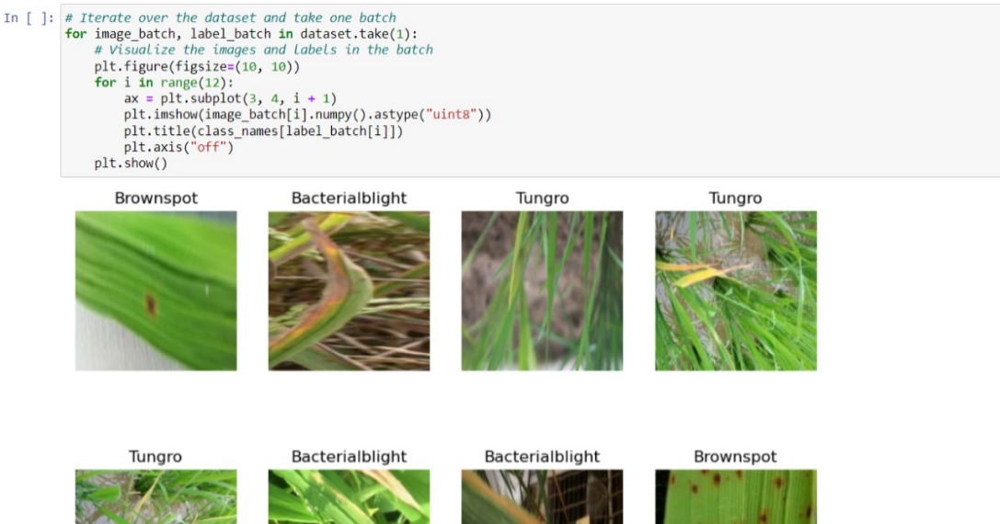 In [ ]: # Iterate over the dataset and take one batch
for image_batch, label_batch in dataset.take(1):
    # Visualize the images and labels in the batch
    plt.figure(figsize=(10, 10))
    for i in range(12):
        ax = plt.subplot(3, 4, i + 1)
        plt.imshow(image_batch[i].numpy().astype("uint8"))
        plt.title(class_names[label_batch[i]])
        plt.axis("off")
    plt.show()
Brownspot Bacterialblight Tungro Tungro
Tungro Bacterialblight Bacterialblight Brownspot